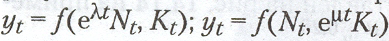 y_t = f(e^{λt}N_t, K_t); y_t = f(N_t, e^{μt}K_t)